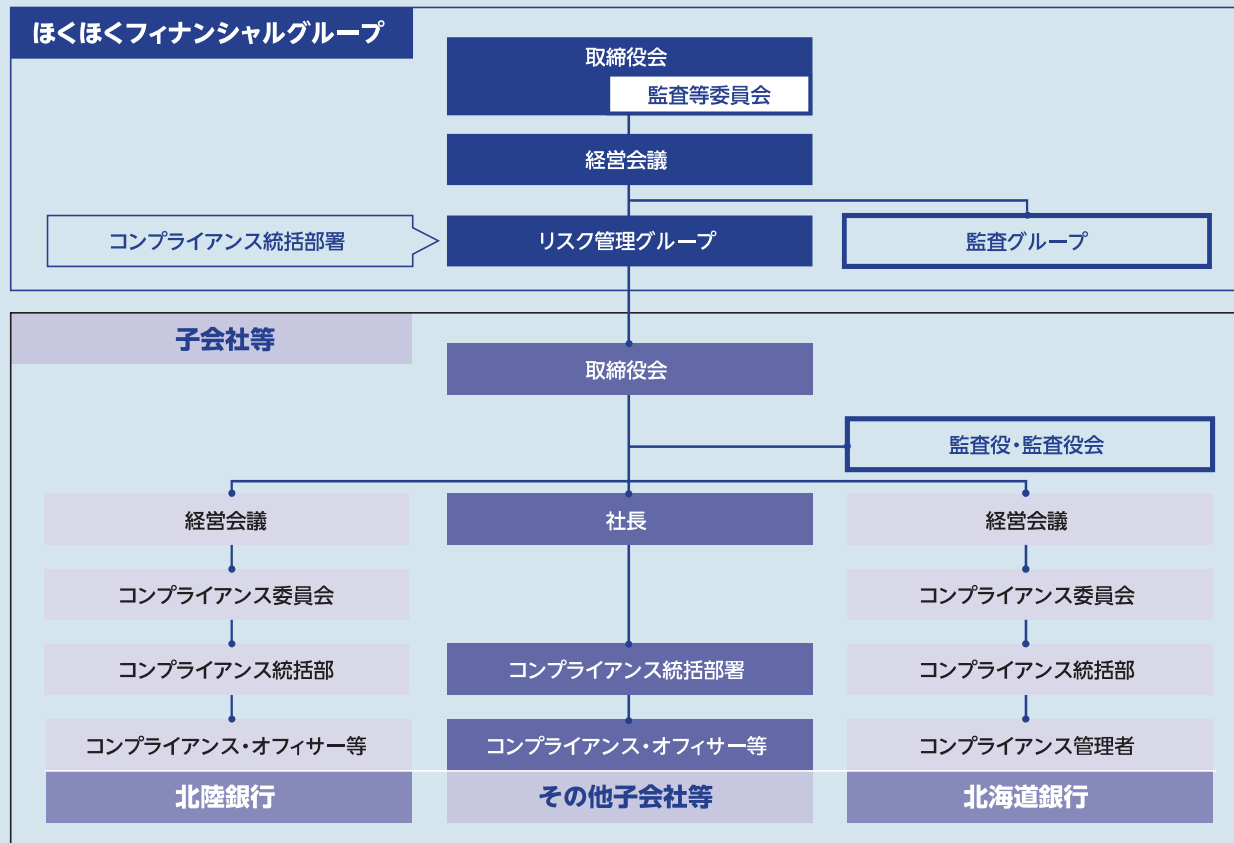 ほくほくフィナンシャルグループ
取締役会
監査等委員会
経営会議
コンプライアンス統括部署
リスク管理グループ
監査グループ
子会社等
取締役会
監査役・監査役会
経営会議
社長
経営会議
コンプライアンス委員会
コンプライアンス委員会
コンプライアンス統括部
コンプライアンス統括部署
コンプライアンス統括部
コンプライアンス・オフィサー等
コンプライアンス・オフィサー等
コンプライアンス管理者
北陸銀行
その他子会社等
北海道銀行